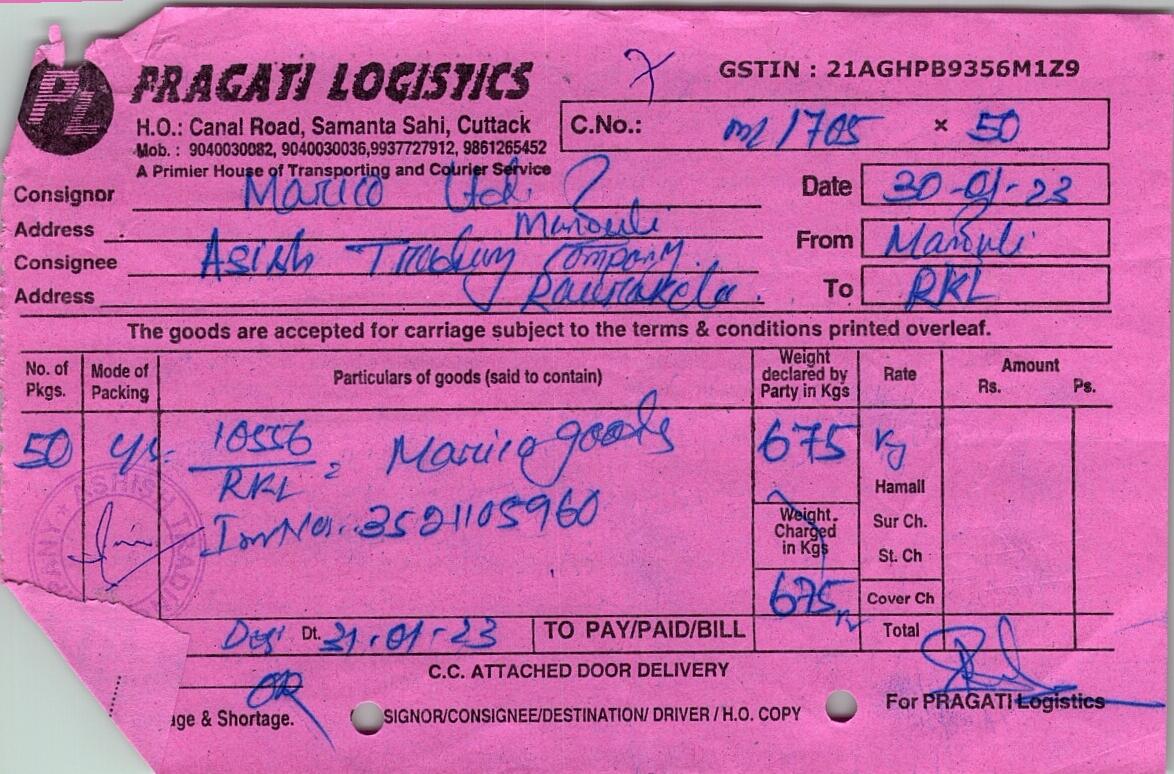 PL
PRAGATI LOGISTICS
GSTIN : 21AGHPB9356M1Z9
H.O.: Canal Road, Samanta Sahi, Cuttack
Mob. : 9040030082, 9040030036,9937727912, 9861265452
A Primier House of Transporting and Courier Service
C.No.: m/1705 × 50
Consignor Marico Ltd.
Date 30-01-23
Address
From
Consignee Asish Trading Company.
Address Rourakela.
To RKL
The goods are accepted for carriage subject to the terms & conditions printed overleaf.
No. of Pkgs. Mode of Packing Particulars of goods (said to contain) Weight declared by Party in Kgs Rate Amount Rs. Ps.
50 10556 Marico goods 675 Kg
RKL
Hamali
Inv No. 3521105960
Weight Charged in Kgs
Sur Ch.
St. Ch
675 Cover Ch
Dt. 31-01-23 TO PAY/PAID/BILL Total
C.C. ATTACHED DOOR DELIVERY
age & Shortage.
SIGNOR/CONSIGNEE/DESTINATION/ DRIVER / H.O. COPY
For PRAGATI Logistics
ASHISH TRADING